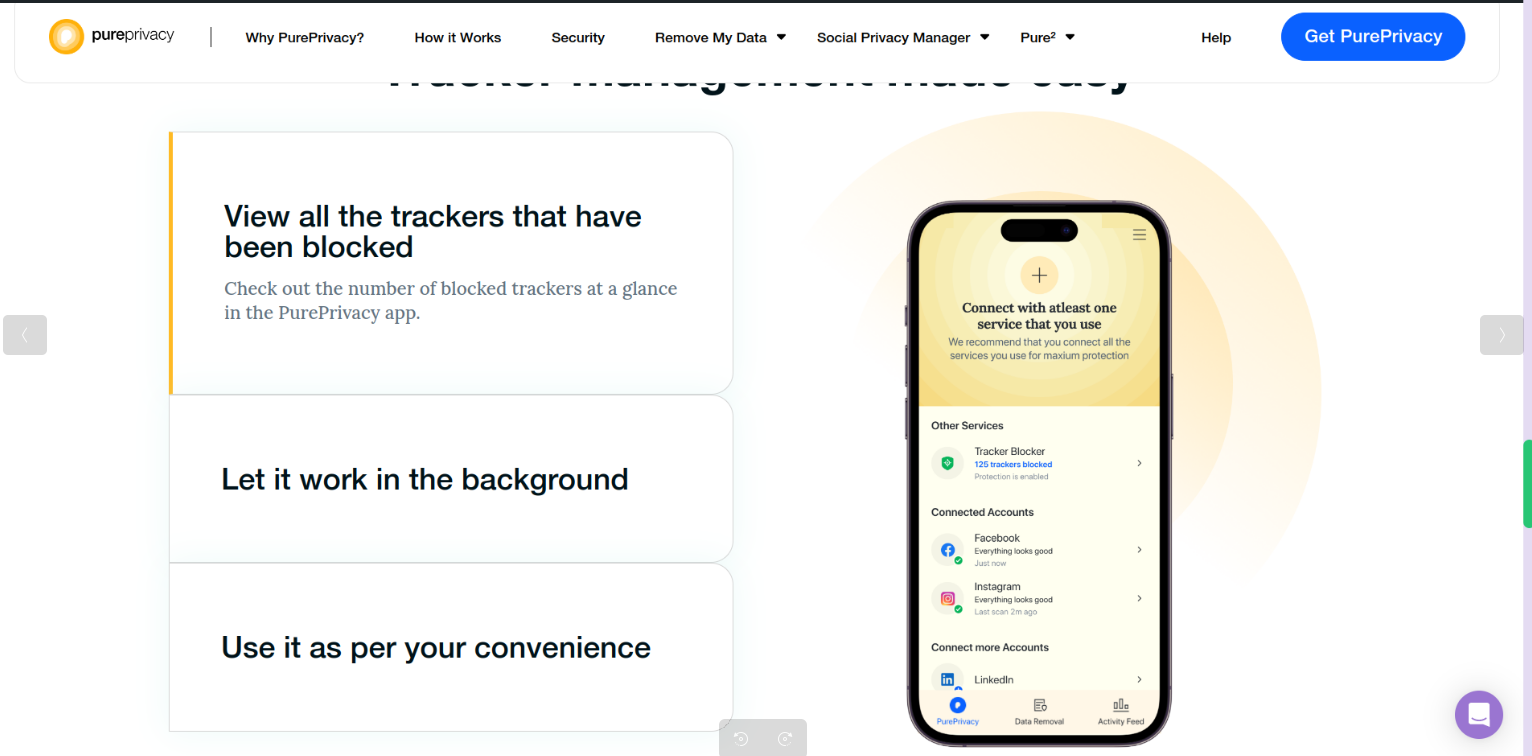 pureprivacy
Why PurePrivacy?
How it Works
Security
Remove My Data
Social Privacy Manager
Pure²
Help
Get PurePrivacy
Tracker management made easy
View all the trackers that have
been blocked
Check out the number of blocked trackers at a glance
in the PurePrivacy app.
Let it work in the background
Use it as per your convenience
Connect with atleast one
service that you use
We recommend that you connect all the
services you use for maxium protection
Other Services
Tracker Blocker
125 trackers blocked
Protection is enabled
Connected Accounts
Facebook
Everything looks good
Just now
Instagram
Everything looks good
Last scan 2m ago
Connect more Accounts
LinkedIn
PurePrivacy
Data Removal
Activity Feed